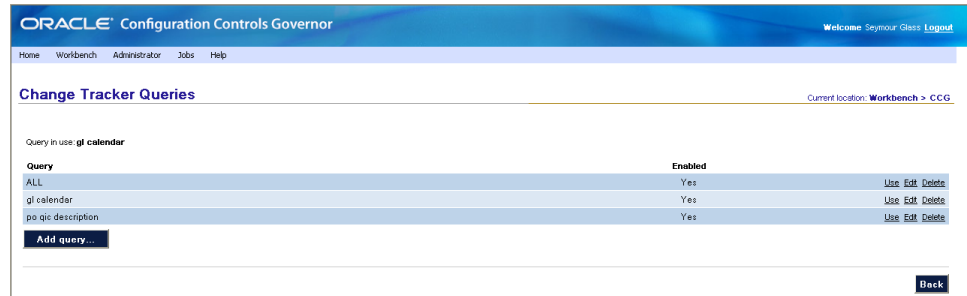 ORACLE® Configuration Controls Governor
Welcome Seymour Glass Logout
Home Workbench Administrator Jobs Help
Change Tracker Queries
Current location: Workbench > CCG
Query in use: gl calendar
Query Enabled
ALL Yes Use Edit Delete
gl calendar Yes Use Edit Delete
po qic description Yes Use Edit Delete
Add query...
Back